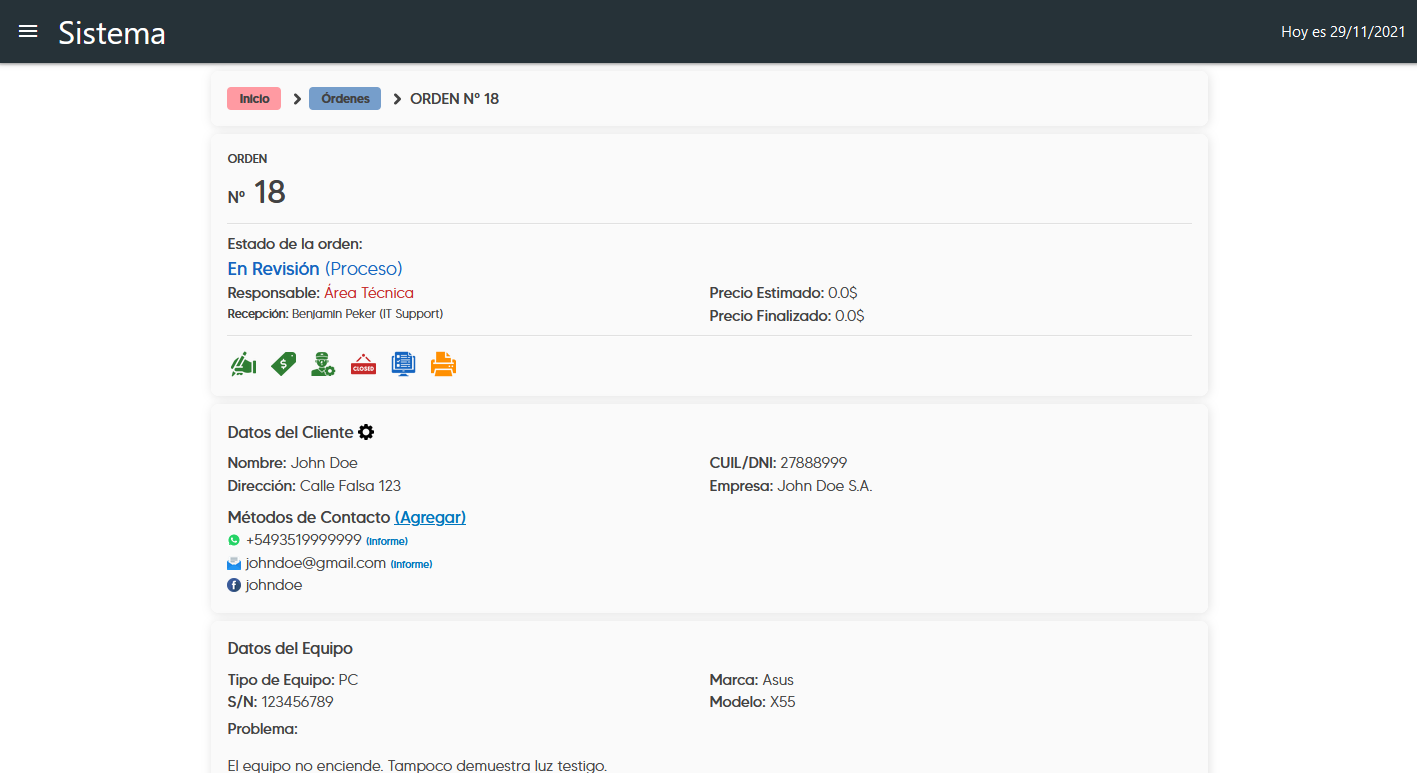 Sistema
Hoy es 29/11/2021
Inicio
Órdenes
ORDEN Nº 18
ORDEN
Nº 18
Estado de la orden:
En Revisión (Proceso)
Responsable: Área Técnica
Precio Estimado: 0.0$
Recepción: Benjamin Peker (IT Support)
Precio Finalizado: 0.0$
$
CLOSED
Datos del Cliente
Nombre: John Doe
CUIL/DNI: 27888999
Dirección: Calle Falsa 123
Empresa: John Doe S.A.
Métodos de Contacto (Agregar)
+5493519999999 (Informe)
johndoe@gmail.com (Informe)
johndoe
Datos del Equipo
Tipo de Equipo: PC
Marca: Asus
S/N: 123456789
Modelo: X55
Problema:
El equipo no enciende. Tampoco demuestra luz testigo.